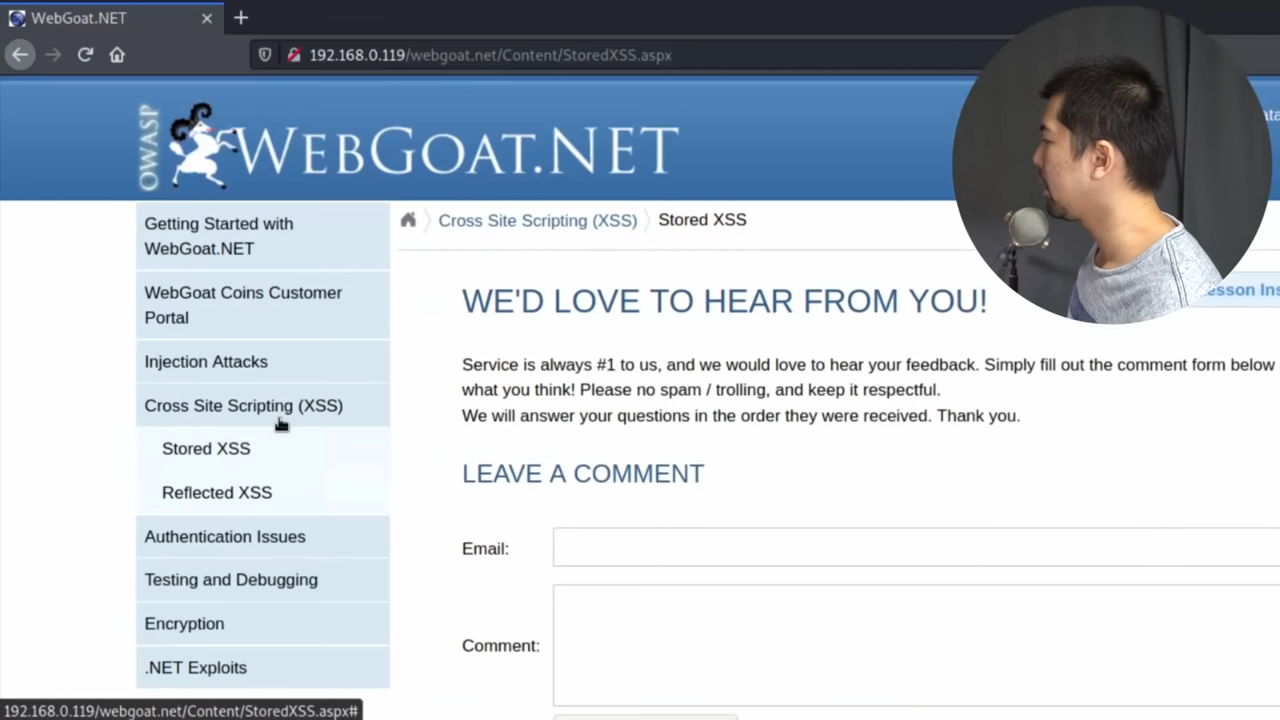 WebGoat.NET
192.168.0.119/webgoat.net/Content/StoredXSS.aspx
OWASP
WEBGOAT.NET
Getting Started with
WebGoat.NET
WebGoat Coins Customer
Portal
Injection Attacks
Cross Site Scripting (XSS)
Stored XSS
Reflected XSS
Authentication Issues
Testing and Debugging
Encryption
.NET Exploits
Cross Site Scripting (XSS)
Stored XSS
WE'D LOVE TO HEAR FROM YOU!
Service is always #1 to us, and we would love to hear your feedback. Simply fill out the comment form below
what you think! Please no spam / trolling, and keep it respectful.
We will answer your questions in the order they were received. Thank you.
LEAVE A COMMENT
Email:
Comment:
192.168.0.119/webgoat.net/Content/StoredXSS.aspx#